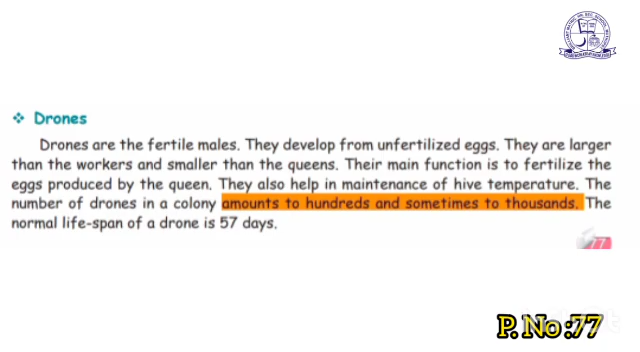 ❖ Drones
Drones are the fertile males. They develop from unfertilized eggs. They are larger
than the workers and smaller than the queens. Their main function is to fertilize the
eggs produced by the queen. They also help in maintenance of hive temperature. The
number of drones in a colony amounts to hundreds and sometimes to thousands. The
normal life-span of a drone is 57 days.
77
P. No :77